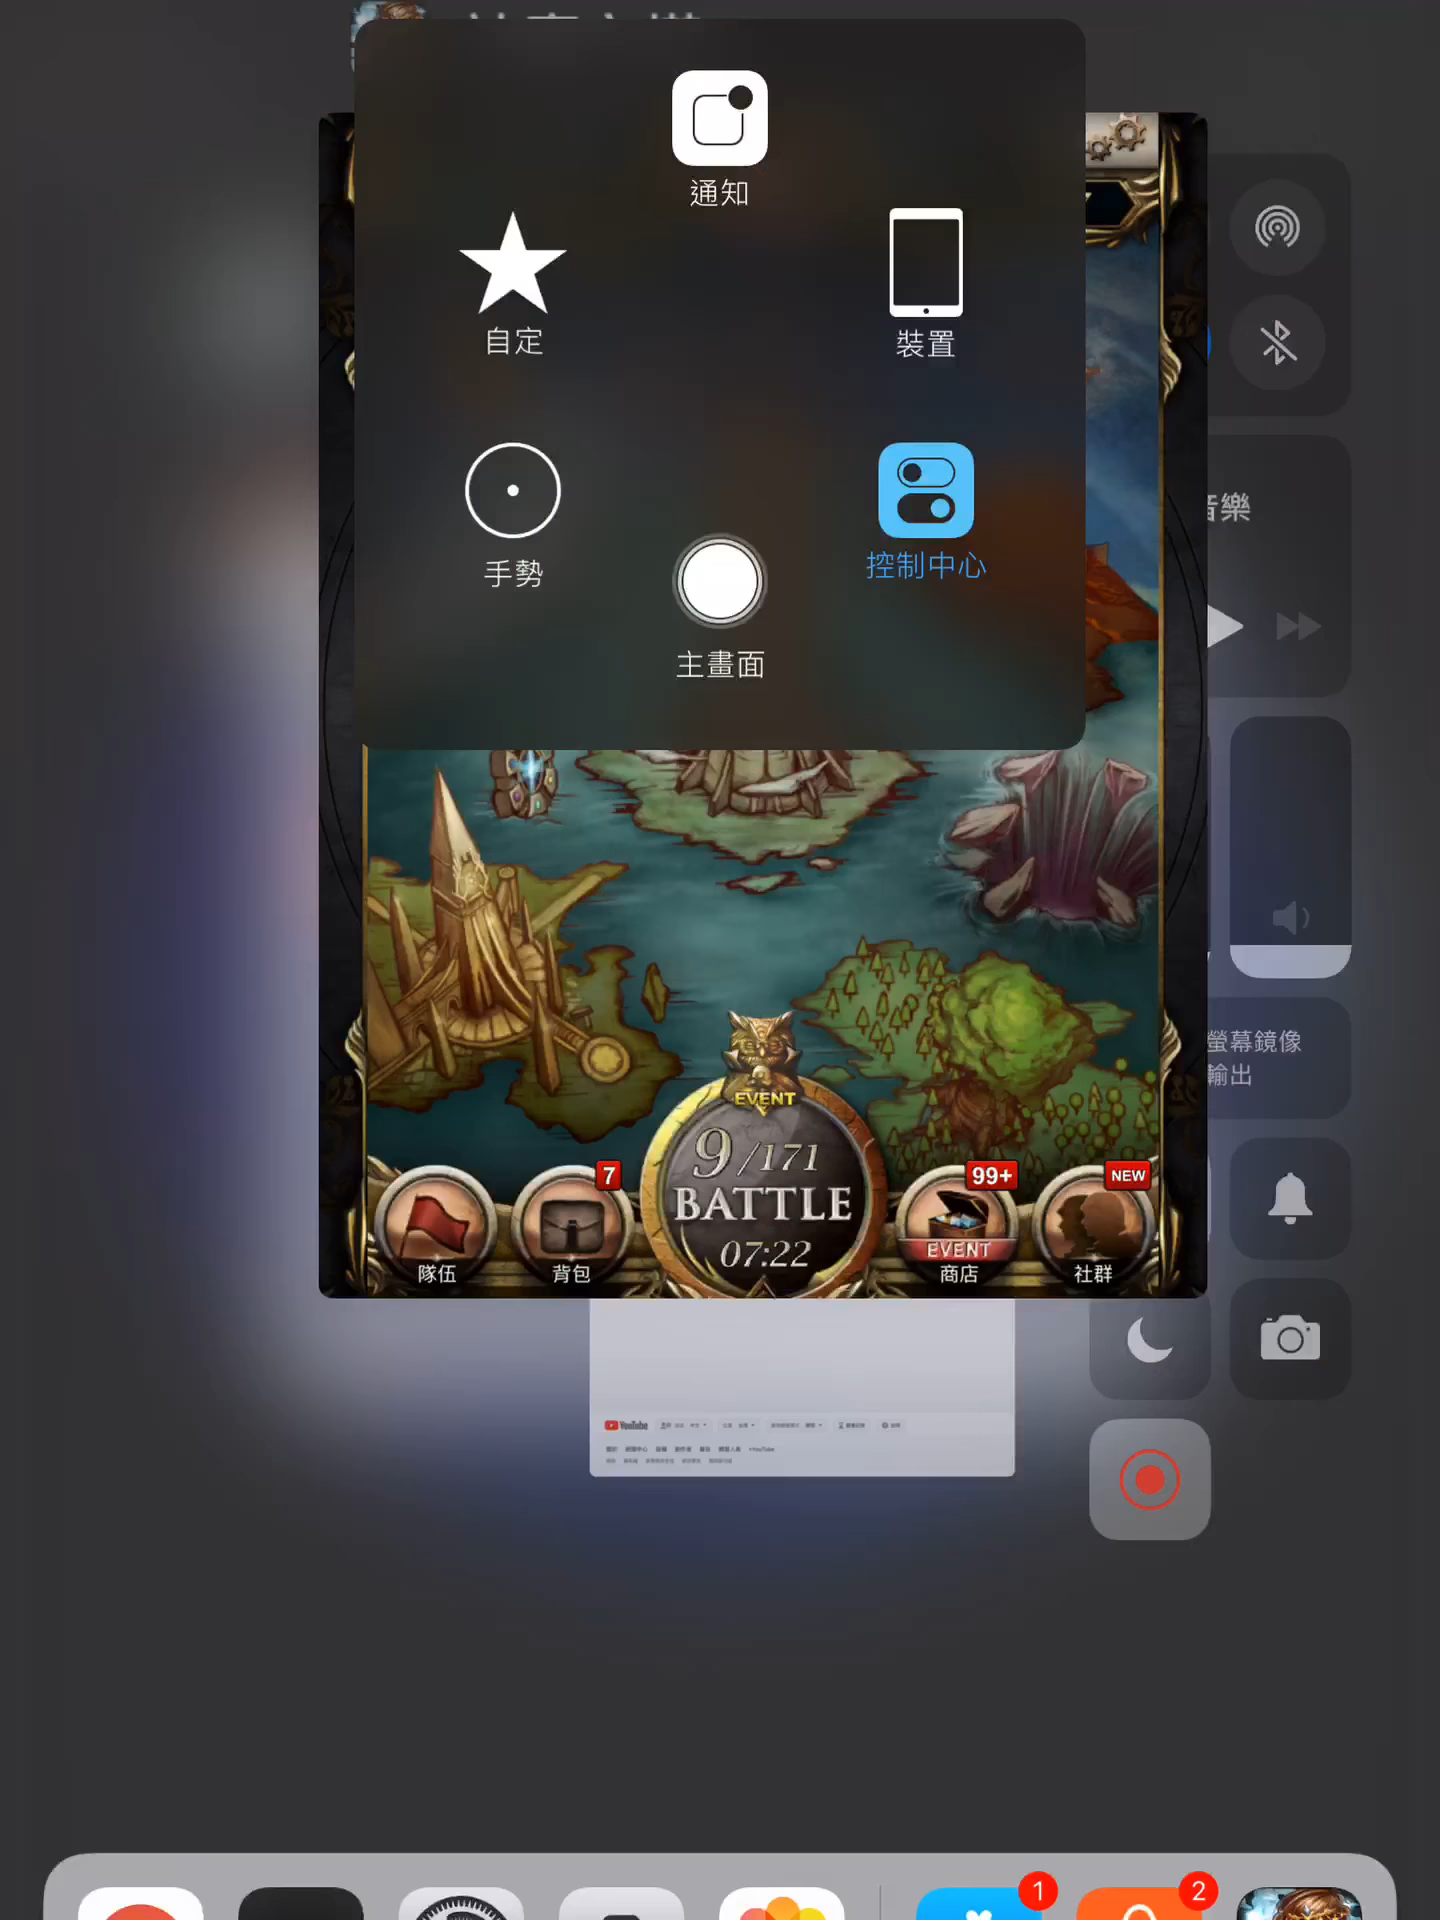 通知
自定
裝置
手勢
控制中心
主畫面
音樂
螢幕鏡像
輸出
EVENT
9/171
BATTLE
07:22
7
99+
NEW
EVENT
隊伍
背包
商店
社群
YouTube
1
2